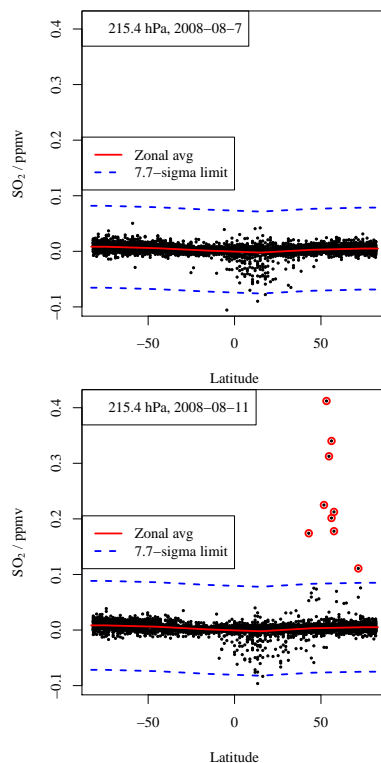 215.4 hPa, 2008−08−7
SO2 / ppmv
0.4
0.3
0.2
0.1
0.0
−0.1
Zonal avg
7.7−sigma limit
−50
0
50
Latitude
215.4 hPa, 2008−08−11
SO2 / ppmv
0.4
0.3
0.2
0.1
0.0
−0.1
Zonal avg
7.7−sigma limit
−50
0
50
Latitude